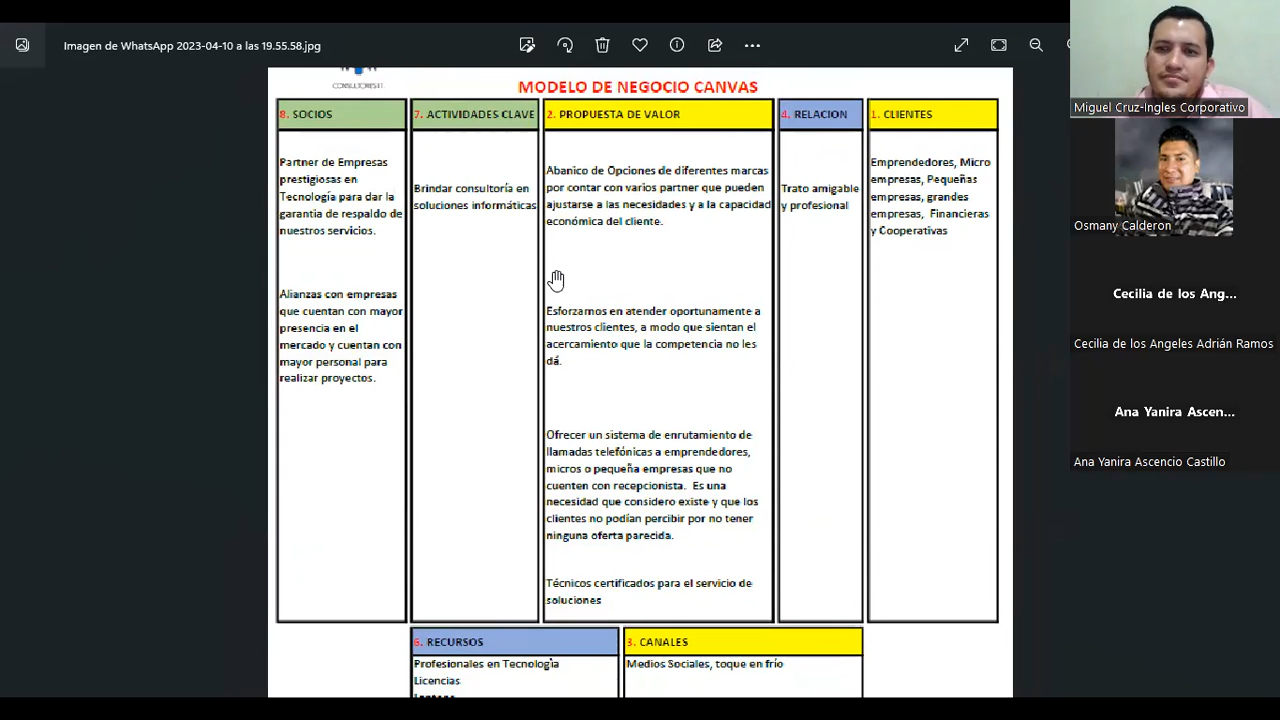 Imagen de WhatsApp 2023-04-10 a las 19.55.58.jpg
CONSULTORES IT.
MODELO DE NEGOCIO CANVAS
8. SOCIOS
Partner de Empresas
prestigiosas en
Tecnología para dar la
garantia de respaldo de
nuestros servicios.
Alianzas con empresas
que cuentan con mayor
presencia en el
mercado y cuentan con
mayor personal para
realizar proyectos.
7. ACTIVIDADES CLAVE
Brindar consultoría en
soluciones informáticas
2. PROPUESTA DE VALOR
Abanico de Opciones de diferentes marcas
por contar con varios partner que pueden
ajustarse a las necesidades y a la capacidad
económica del cliente.
Esforzarnos en atender oportunamente a
nuestros clientes, a modo que sientan el
acercamiento que la competencia no les
dá.
Ofrecer un sistema de enrutamiento de
llamadas telefónicas a emprendedores,
micros o pequeña empresas que no
cuenten con recepcionista. Es una
necesidad que considero existe y que los
clientes no podían percibir por no tener
ninguna oferta parecida.
Técnicos certificados para el servicio de
soluciones
4. RELACION
Trato amigable
y profesional
1. CLIENTES
Emprendedores, Micro
empresas, Pequeñas
empresas, grandes
empresas, Financieras
y Cooperativas
6. RECURSOS
Profesionales en Tecnología
Licencias
3. CANALES
Medios Sociales, toque en frío
Miguel Cruz-Ingles Corporativo
Osmany Calderon
Cecilia de los Ang...
Cecilia de los Angeles Adrián Ramos
Ana Yanira Ascen...
Ana Yanira Ascencio Castillo